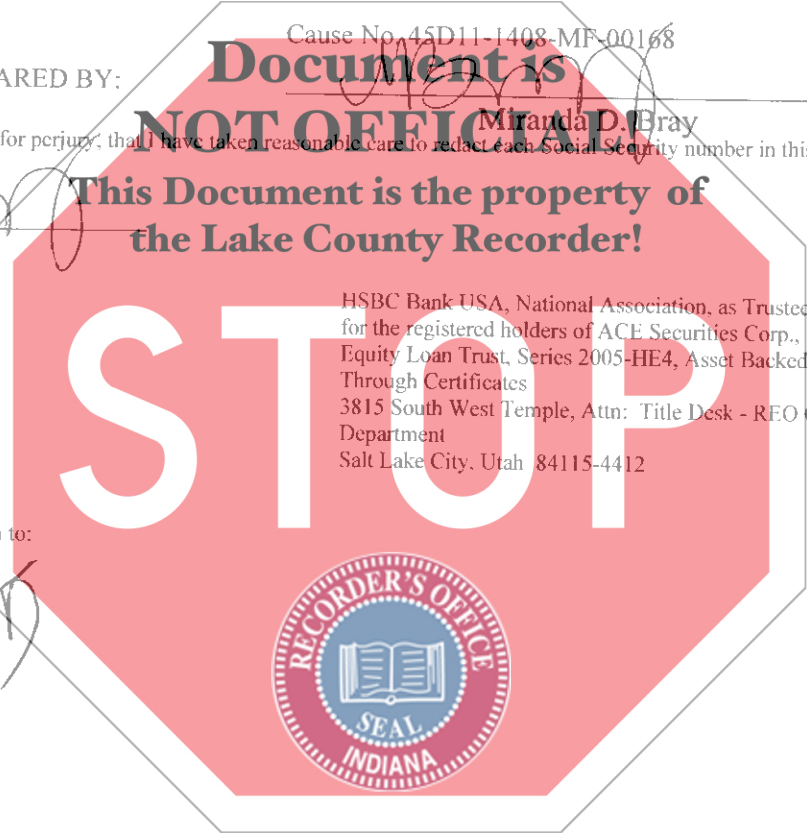 Cause No. 45D11-1408-MF-00168
Document is
ARED BY:
Miranda D. Bray
NOT OFFICIAL!
for perjury, that I have taken reasonable care to redact each Social Security number in this
This Document is the property of
the Lake County Recorder!
HSBC Bank USA, National Association, as Trustee
for the registered holders of ACE Securities Corp.,
Equity Loan Trust, Series 2005-HE4, Asset Backed
Through Certificates
3815 South West Temple, Attn: Title Desk - REO
Department
Salt Lake City, Utah 84115-4412
STOP
to:
RECORDER'S OFFICE
SEAL
INDIANA